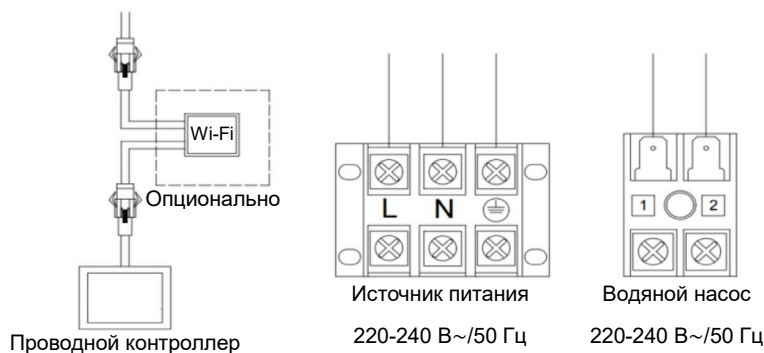 Wi-Fi
Опционально
Проводной контроллер
L N
Источник питания
220-240 В~/50 Гц
1 2
Водяной насос
220-240 В~/50 Гц